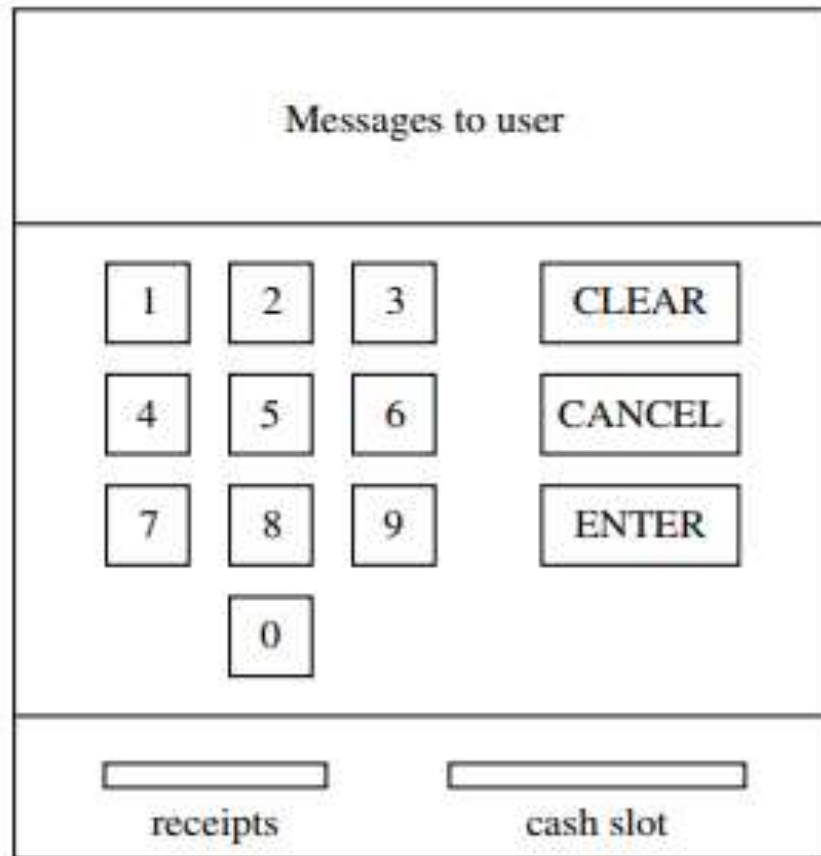 Messages to user
1 2 3 CLEAR
4 5 6 CANCEL
7 8 9 ENTER
0
receipts cash slot